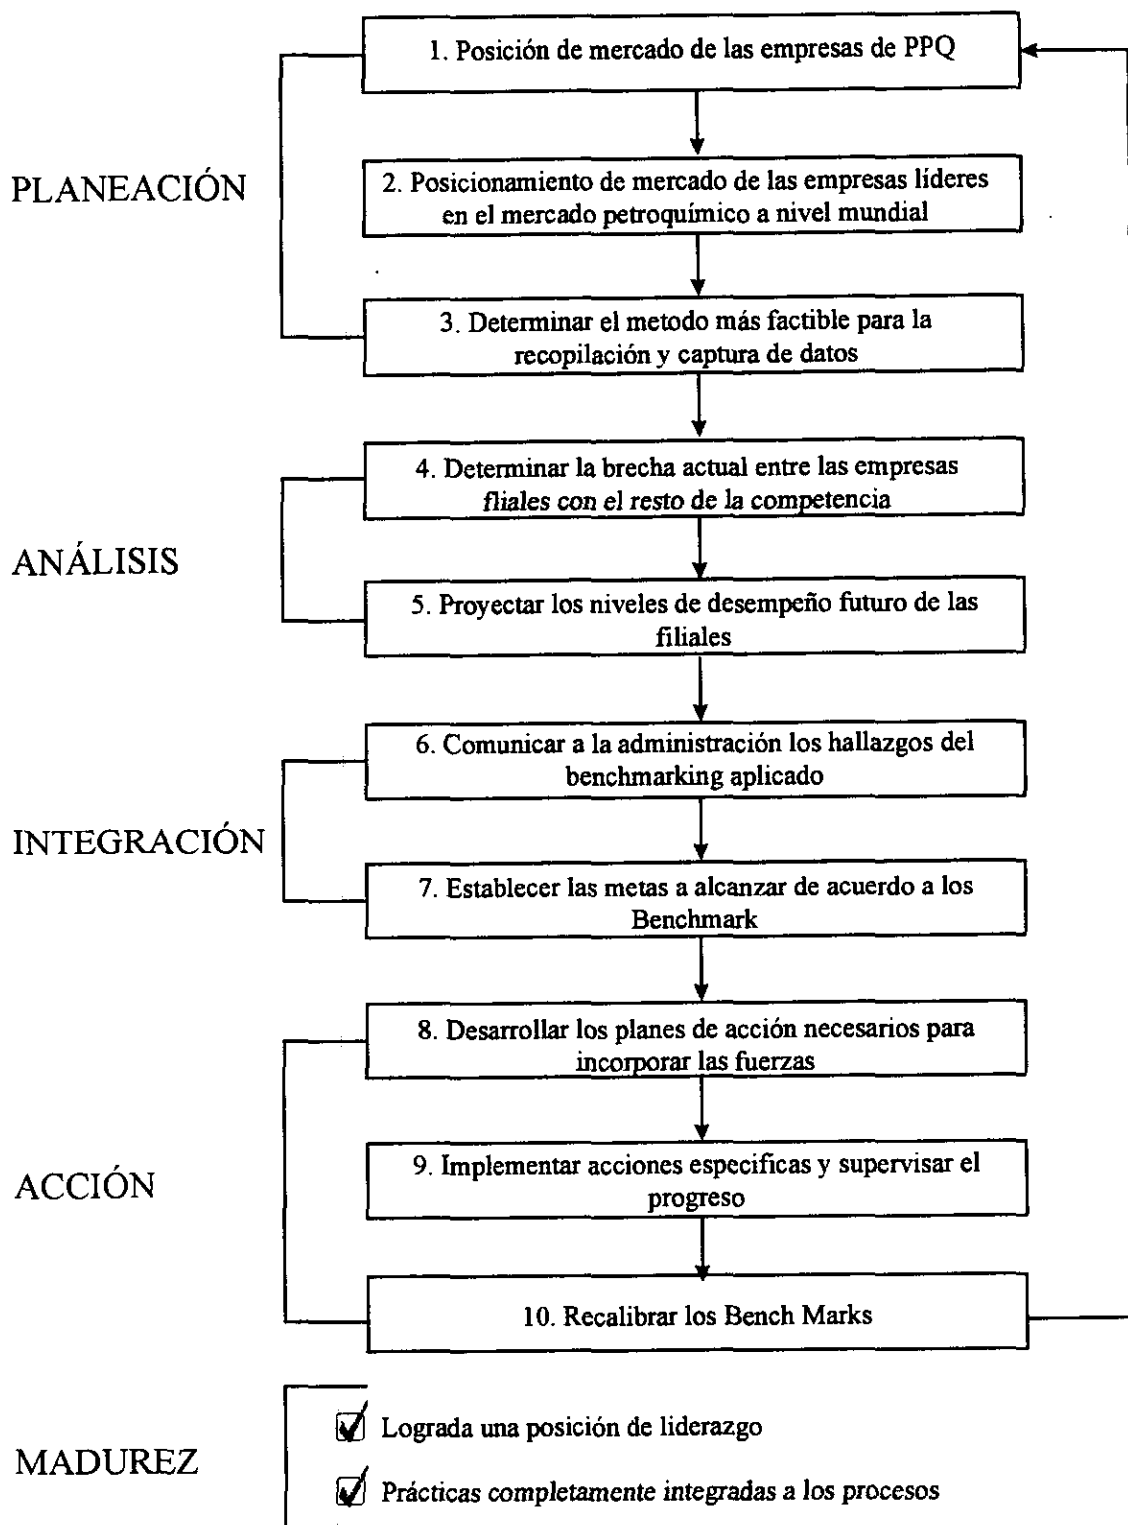 1. Posición de mercado de las empresas de PPQ
PLANEACIÓN
2. Posicionamiento de mercado de las empresas líderes
en el mercado petroquímico a nivel mundial
3. Determinar el metodo más factible para la
recopilación y captura de datos
4. Determinar la brecha actual entre las empresas
fliales con el resto de la competencia
ANÁLISIS
5. Proyectar los niveles de desempeño futuro de las
filiales
6. Comunicar a la administración los hallazgos del
benchmarking aplicado
INTEGRACIÓN
7. Establecer las metas a alcanzar de acuerdo a los
Benchmark
8. Desarrollar los planes de acción necesarios para
incorporar las fuerzas
ACCIÓN
9. Implementar acciones especificas y supervisar el
progreso
10. Recalibrar los Bench Marks
MADUREZ
Lograda una posición de liderazgo
Prácticas completamente integradas a los procesos